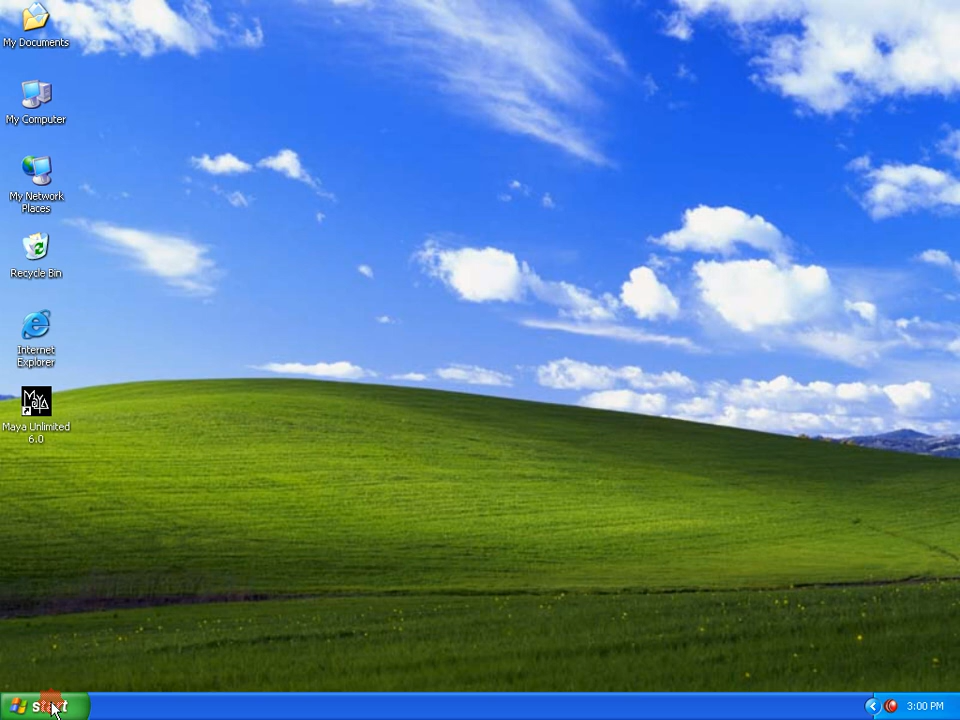 My Documents
My Computer
My Network
Places
Recycle Bin
Internet
Explorer
MAYA
Maya Unlimited
6.0
start
3:00 PM